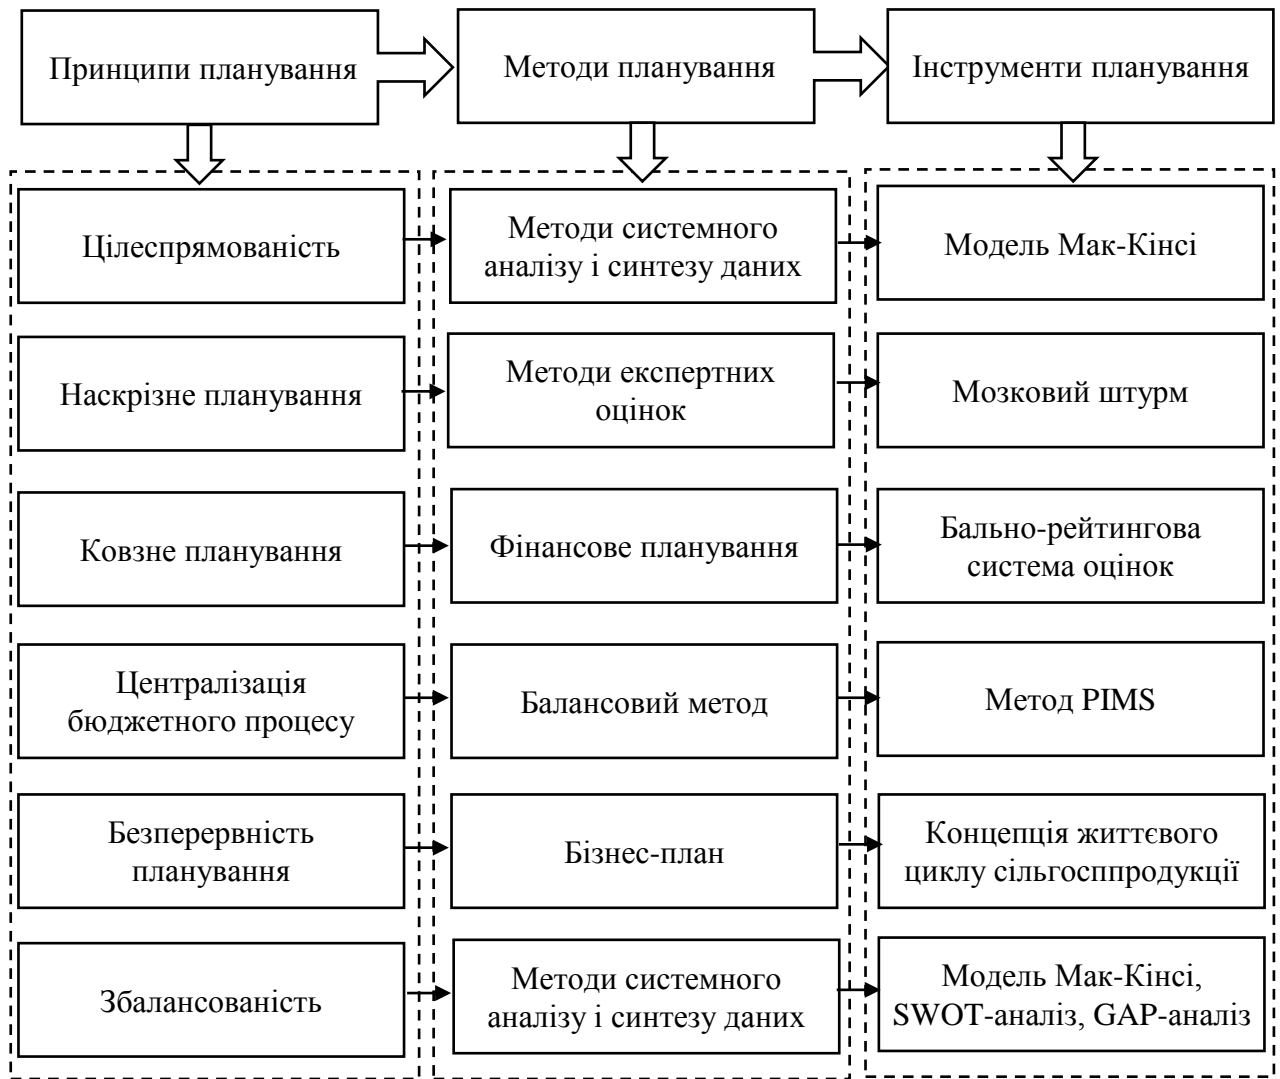 Принципи планування
Методи планування
Інструменти планування
Цілеспрямованість
Методи системного
аналізу і синтезу даних
Модель Мак-Кінсі
Наскрізне планування
Методи експертних
оцінок
Мозковий штурм
Ковзне планування
Фінансове планування
Бально-рейтингова
система оцінок
Централізація
бюджетного процесу
Балансовий метод
Метод PIMS
Безперервність
планування
Бізнес-план
Концепція життєвого
циклу сільгосппродукції
Збалансованість
Методи системного
аналізу і синтезу даних
Модель Мак-Кінсі,
SWOT-аналіз, GAP-аналіз